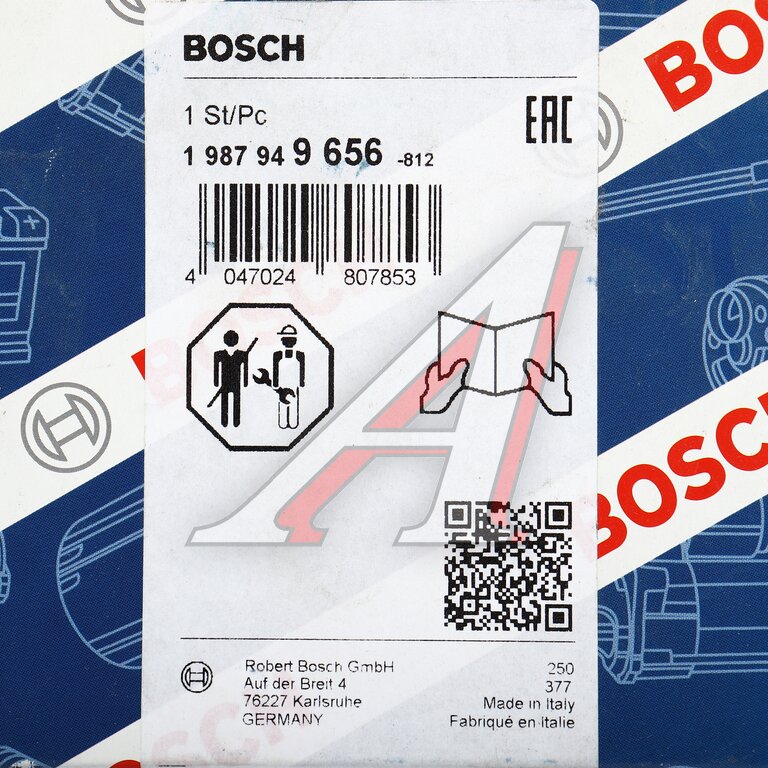 BOSCH
1 St/Pc
EAC
1 987 94 9 656 -812
4 047024 807853
Robert Bosch GmbH
Auf der Breit 4
76227 Karlsruhe
GERMANY
250
377
Made in Italy
Fabriqué en Italie
BO
BOSCH
BOSCH